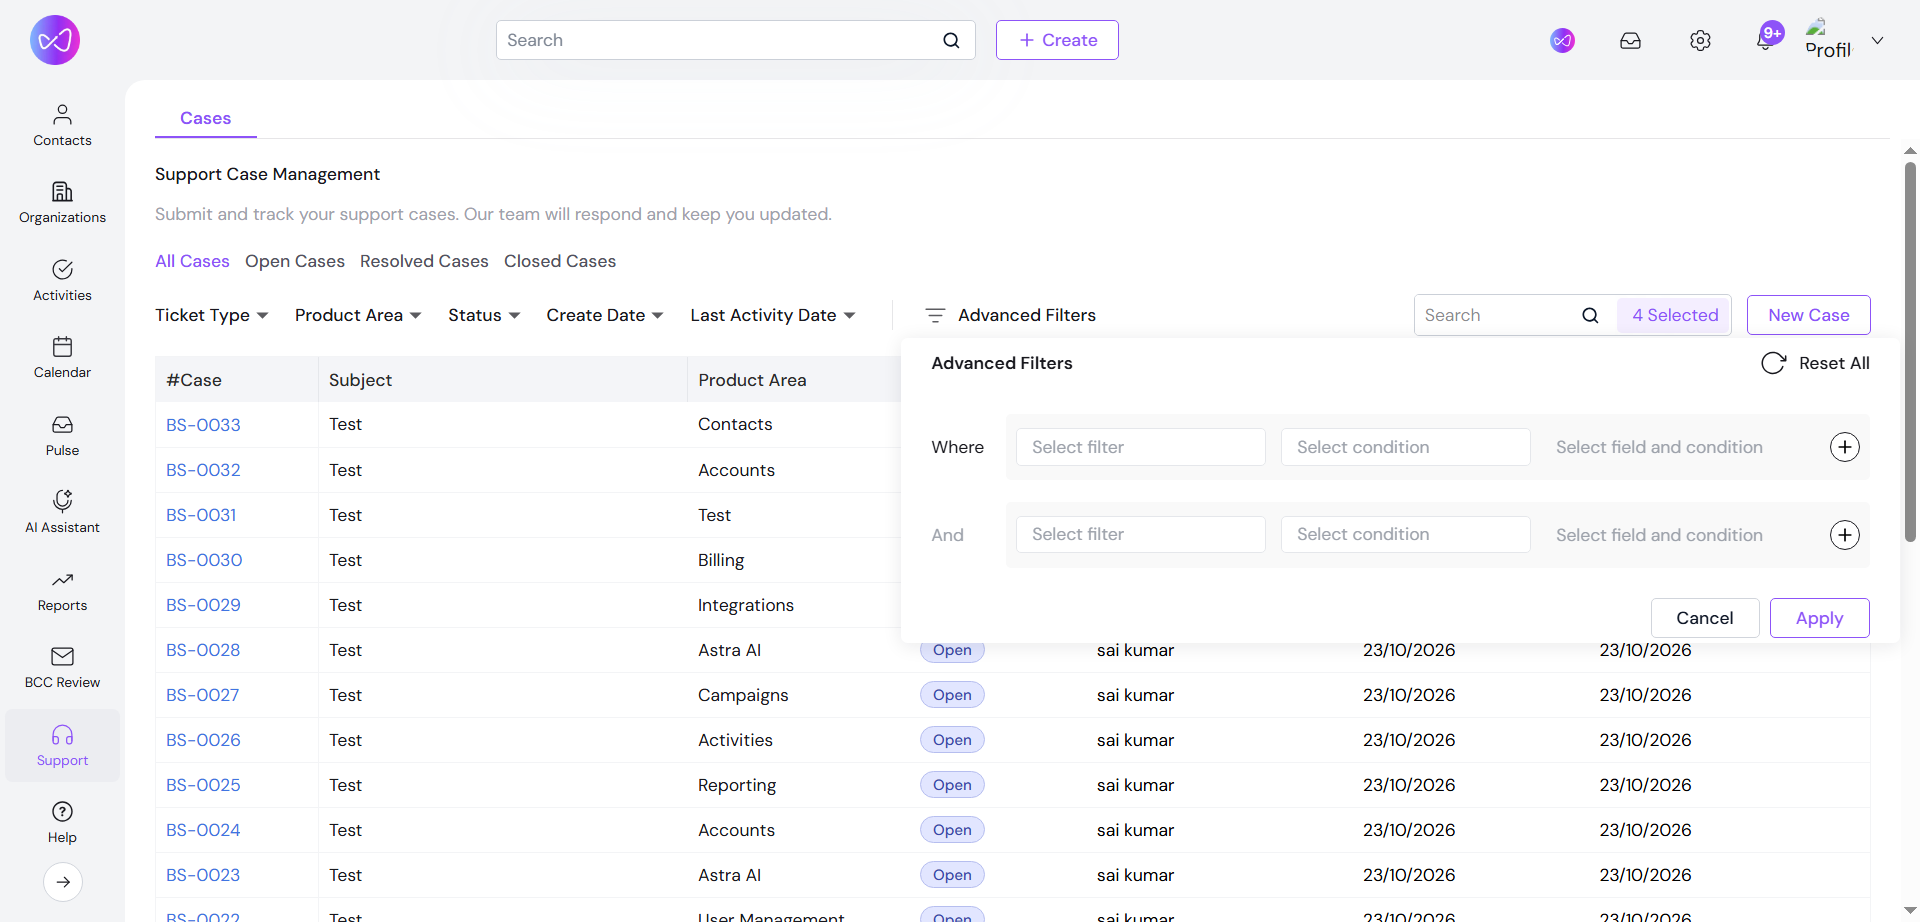 Search
+ Create
9+
Profil
Contacts
Organizations
Activities
Calendar
Pulse
AI Assistant
Reports
BCC Review
Support
Help
Cases
Support Case Management
Submit and track your support cases. Our team will respond and keep you updated.
All Cases Open Cases Resolved Cases Closed Cases
Ticket Type Product Area Status Create Date Last Activity Date Advanced Filters Search 4 Selected New Case
#Case Subject Product Area
BS-0033 Test Contacts
BS-0032 Test Accounts
BS-0031 Test Test
BS-0030 Test Billing
BS-0029 Test Integrations
BS-0028 Test Astra AI Open sai kumar 23/10/2026 23/10/2026
BS-0027 Test Campaigns Open sai kumar 23/10/2026 23/10/2026
BS-0026 Test Activities Open sai kumar 23/10/2026 23/10/2026
BS-0025 Test Reporting Open sai kumar 23/10/2026 23/10/2026
BS-0024 Test Accounts Open sai kumar 23/10/2026 23/10/2026
BS-0023 Test Astra AI Open sai kumar 23/10/2026 23/10/2026
BS-0022 Test User Management Open sai kumar 23/10/2026 23/10/2026
Advanced Filters Reset All
Where Select filter Select condition Select field and condition
And Select filter Select condition Select field and condition
Cancel Apply